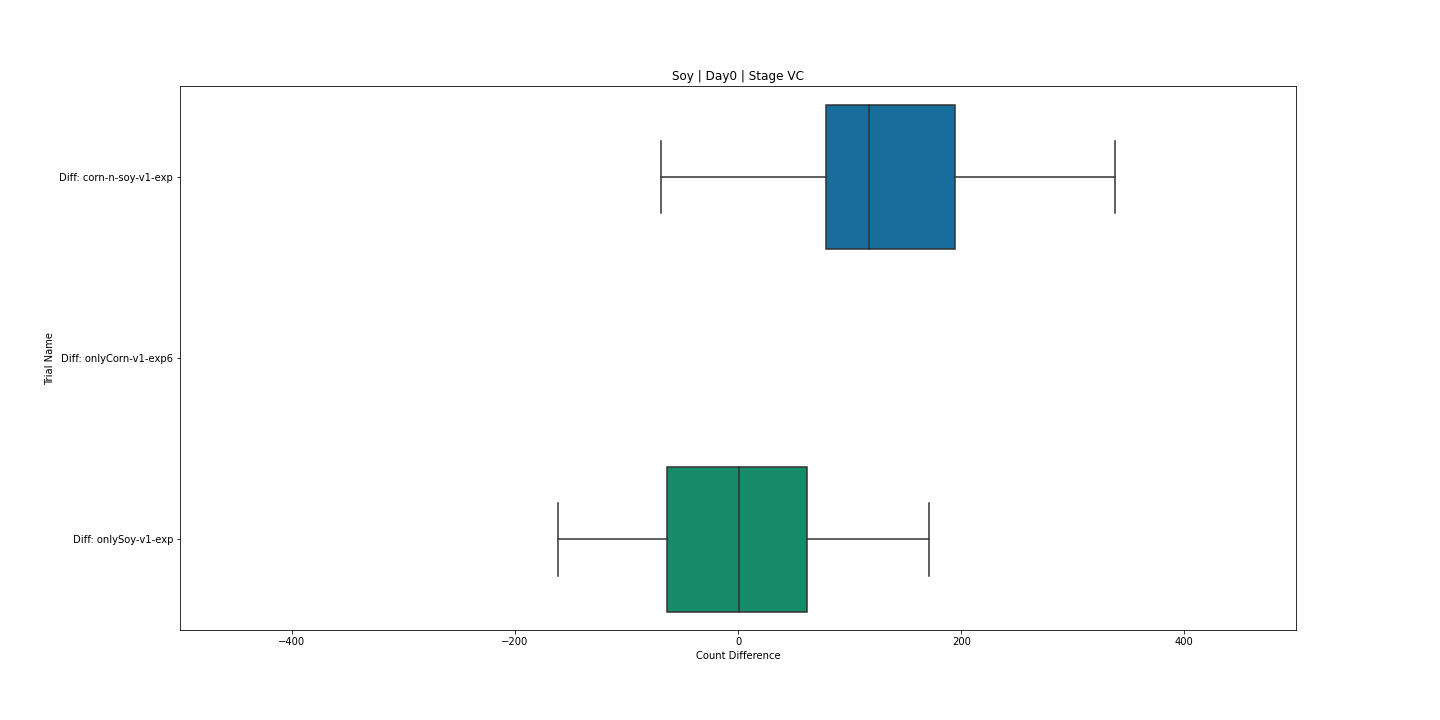 Soy | Day0 | Stage VC
Diff: corn-n-soy-v1-exp
Diff: onlyCorn-v1-exp6
Diff: onlySoy-v1-exp
Trial Name
−400
−200
0
200
400
Count Difference